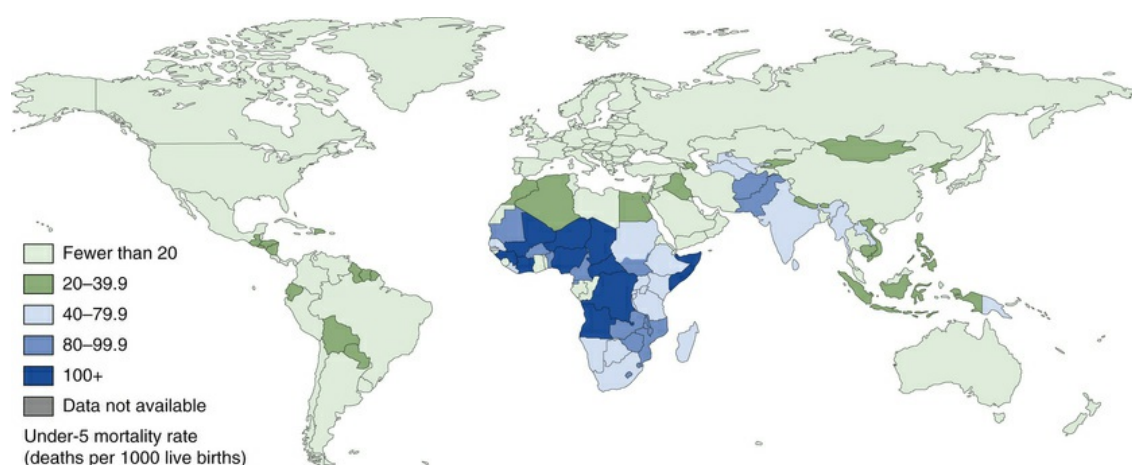 Fewer than 20
20–39.9
40–79.9
80–99.9
100+
Data not available
Under-5 mortality rate
(deaths per 1000 live births)